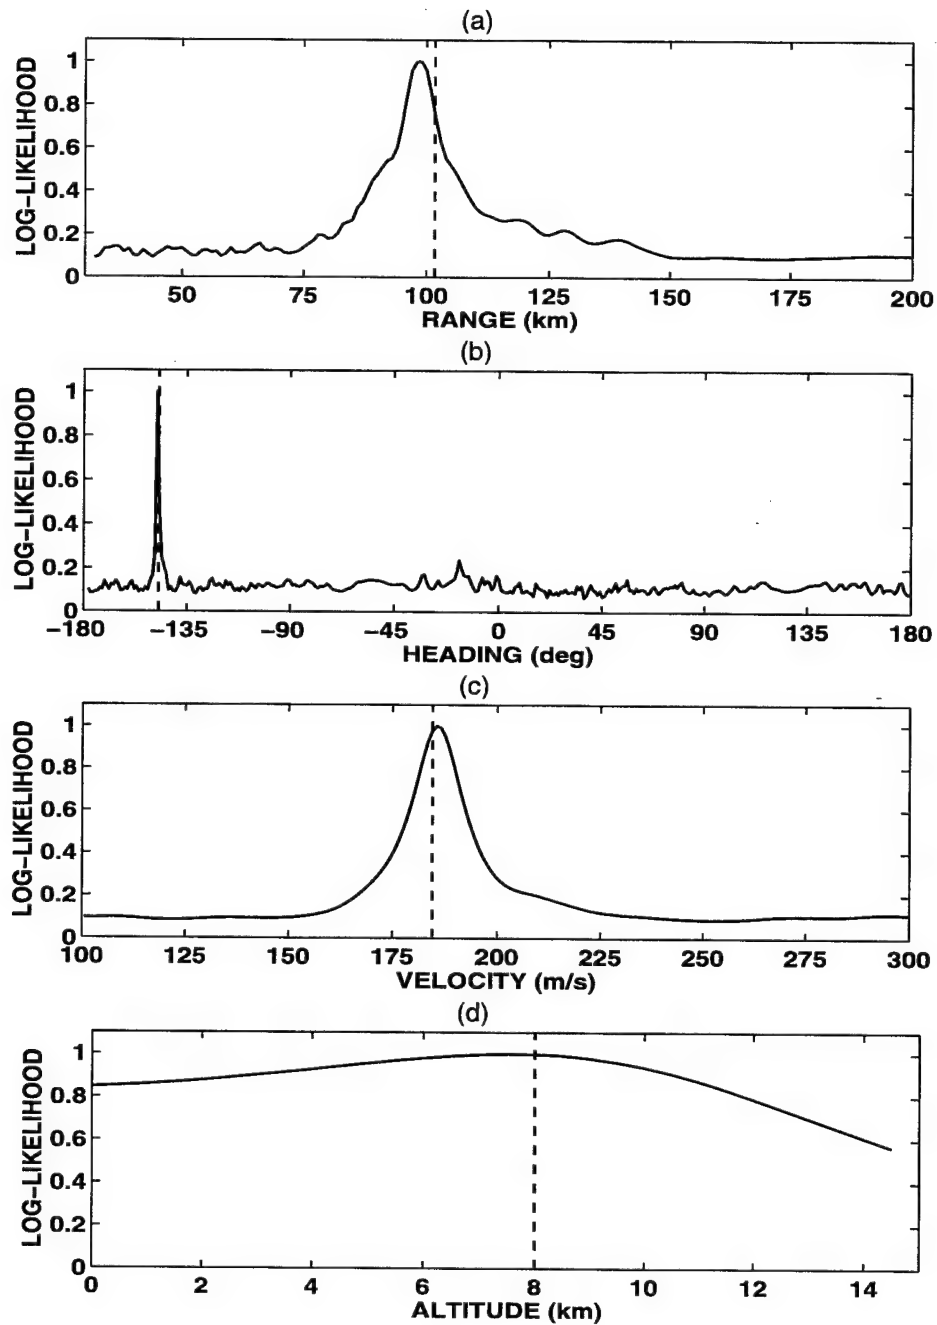 (a)
LOG–LIKELIHOOD
1
0.8
0.6
0.4
0.2
0
50 75 100 125 150 175 200
RANGE (km)
(b)
LOG–LIKELIHOOD
1
0.8
0.6
0.4
0.2
0
–180 –135 –90 –45 0 45 90 135 180
HEADING (deg)
(c)
LOG–LIKELIHOOD
1
0.8
0.6
0.4
0.2
0
100 125 150 175 200 225 250 275 300
VELOCITY (m/s)
(d)
LOG–LIKELIHOOD
1
0.8
0.6
0.4
0.2
0
0 2 4 6 8 10 12 14
ALTITUDE (km)